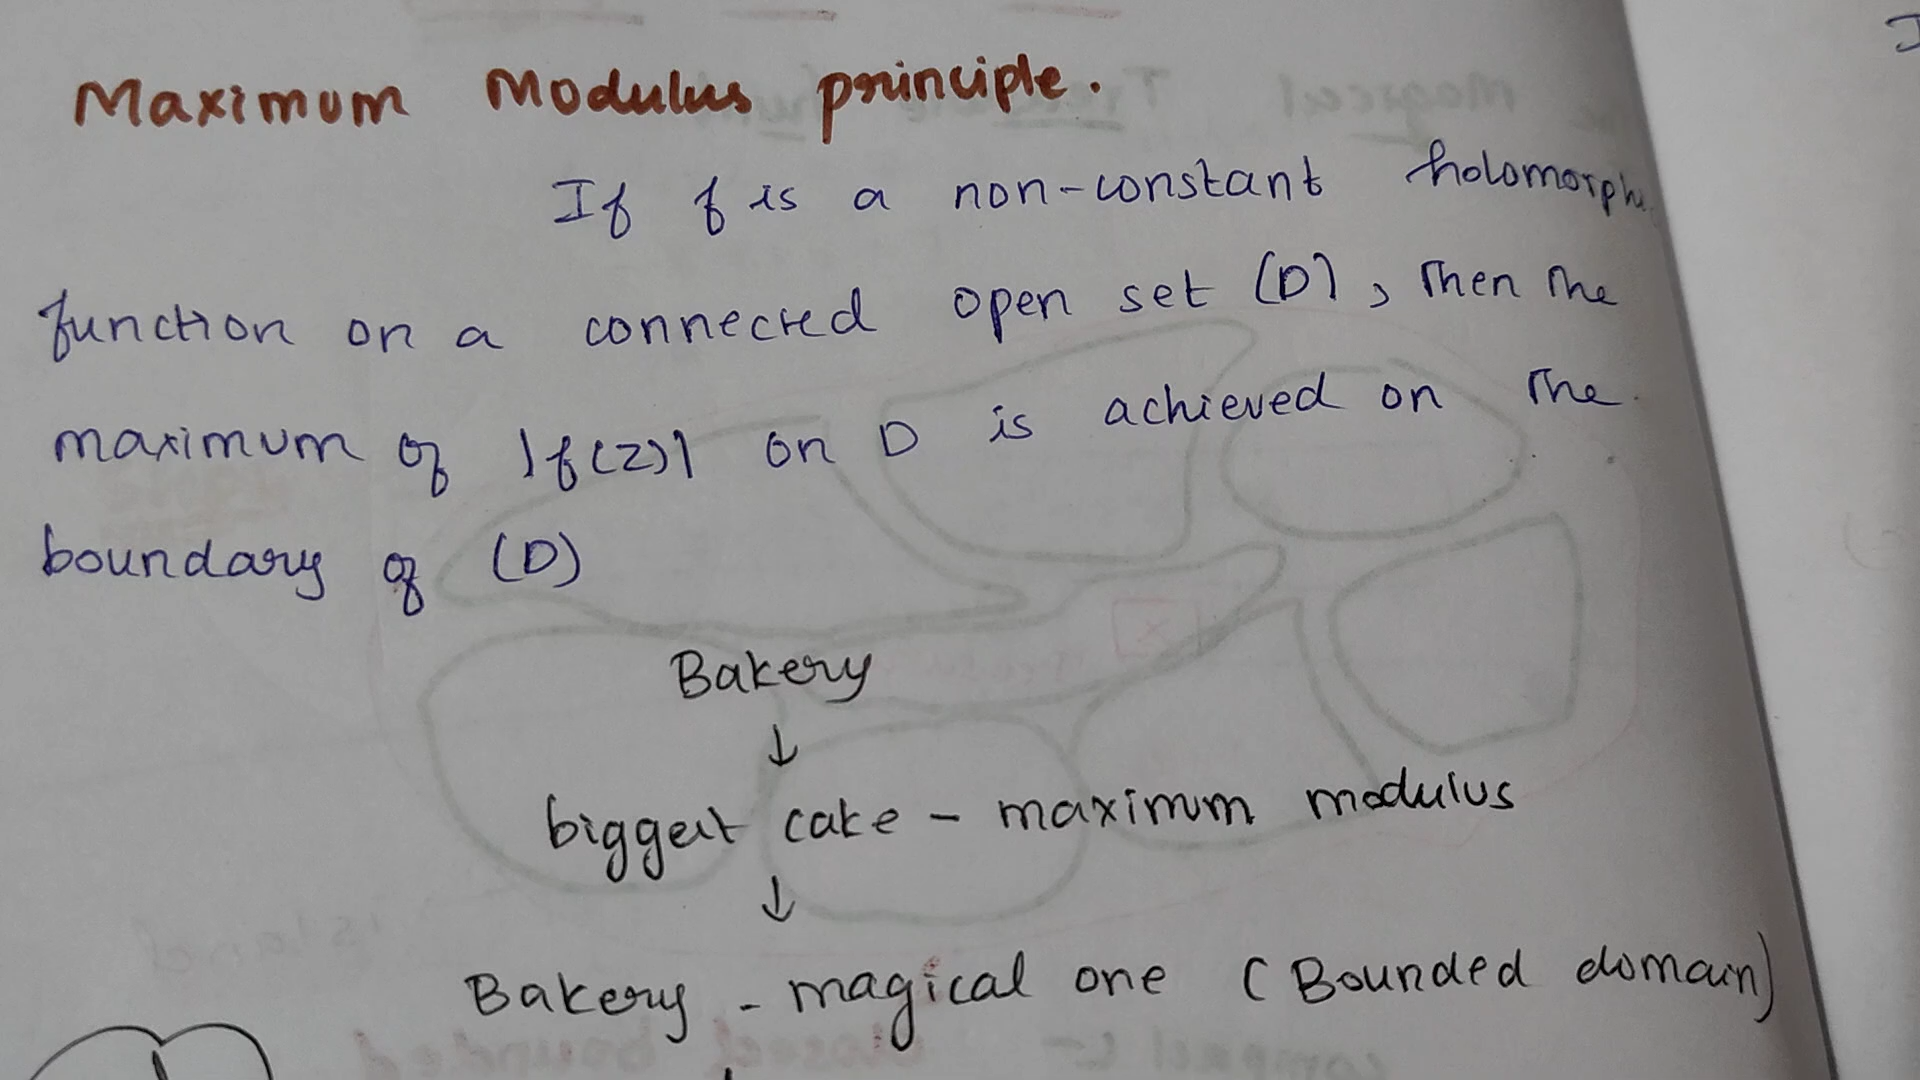 Maximum Modulus principle.
If f is a non-constant holomorphi
function on a connected open set (D), Then The
maximum of |f(z)| on D is achieved on The
boundary of (D)
Bakery
↓
biggest cake - maximum modulus
↓
Bakery - magical one (Bounded domain)